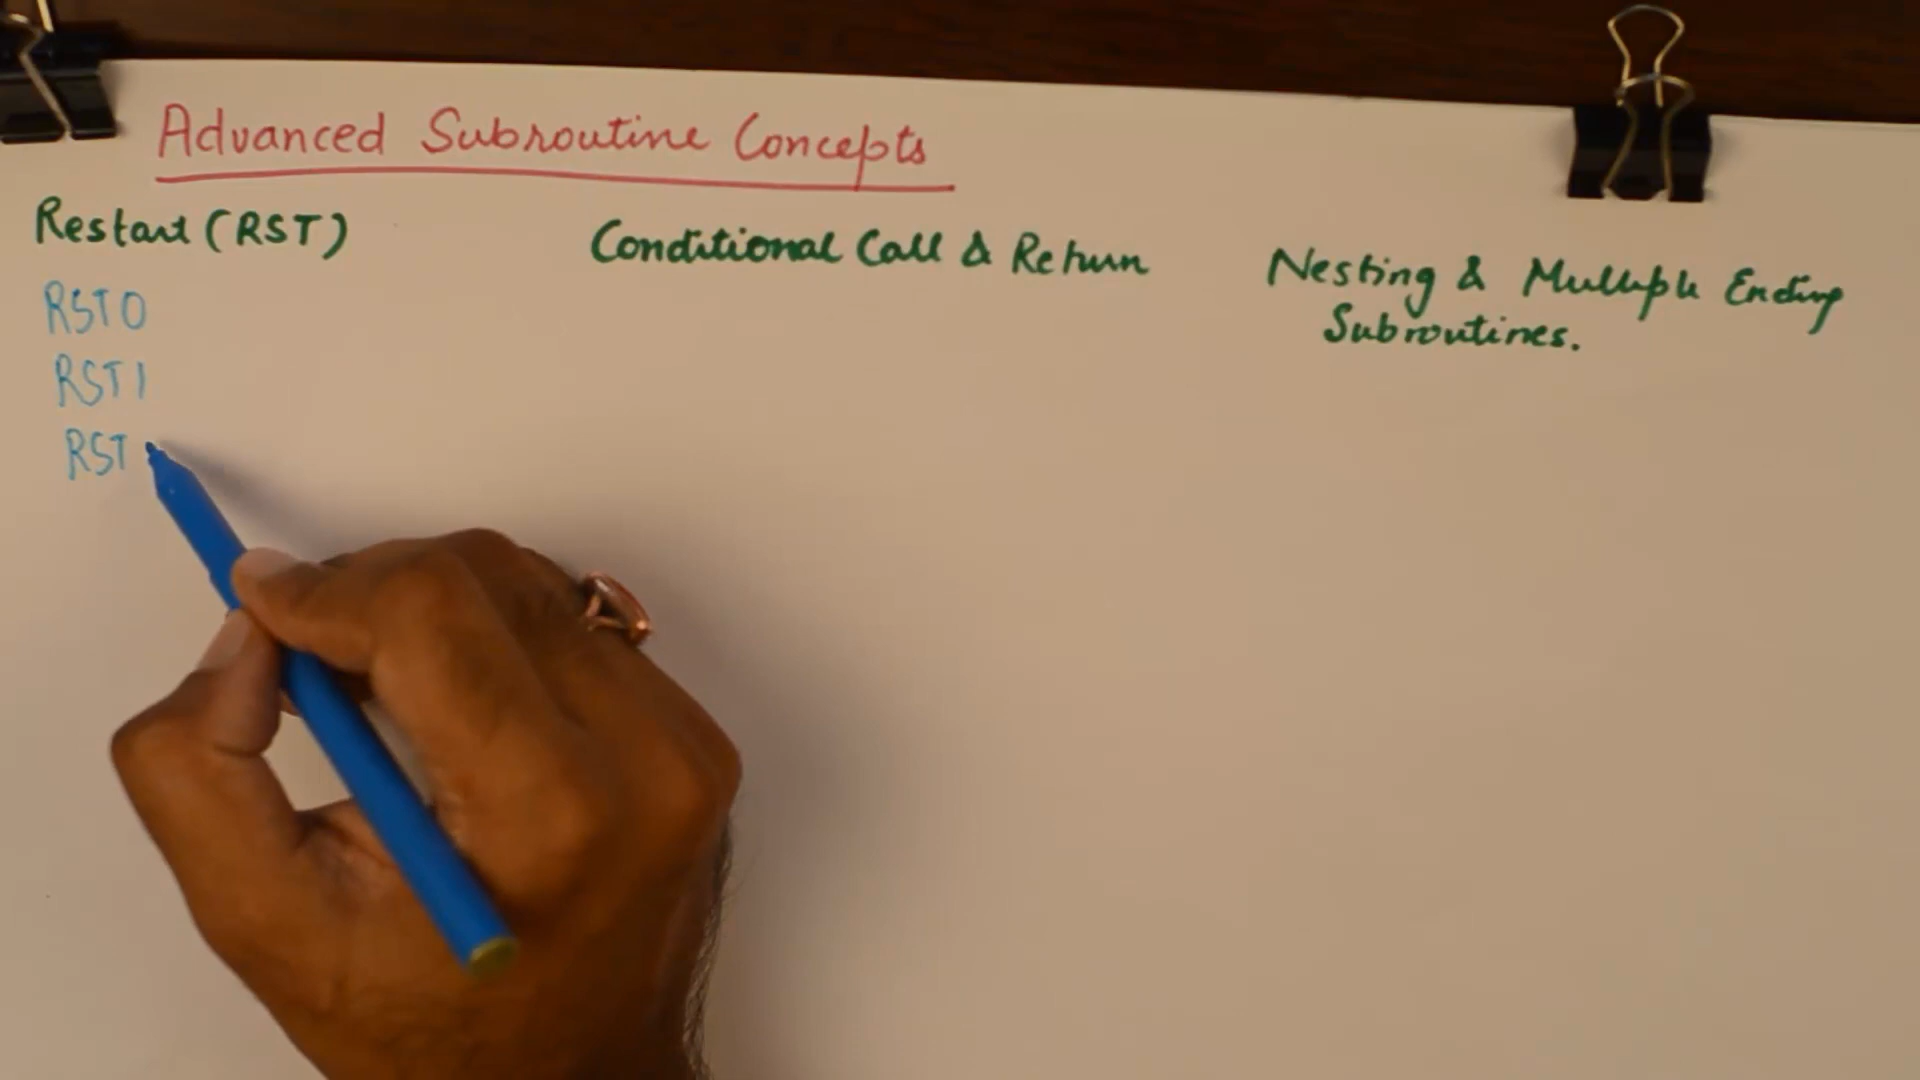 Advanced Subroutine Concepts
Restart (RST)
RST0
RST1
RST
Conditional Call & Return
Nesting & Multiple Ending
Subroutines.